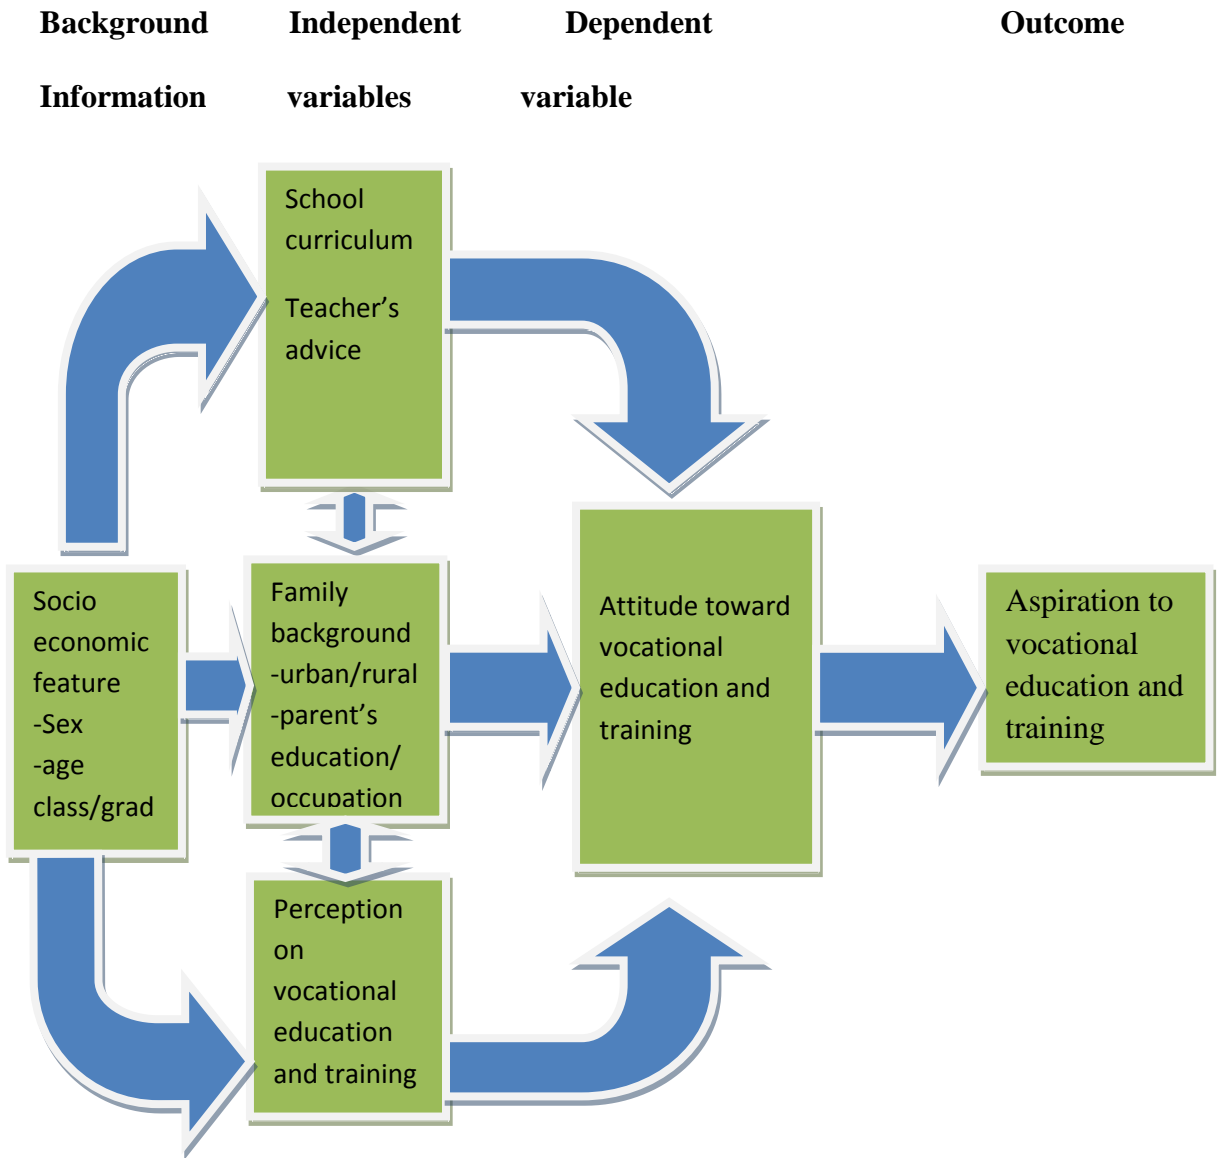 Background Independent Dependent Outcome
Information variables variable
School
curriculum
Teacher’s
advice
Socio
economic
feature
-Sex
-age
class/grad
Family
background
-urban/rural
-parent’s
education/
occupation
Perception
on
vocational
education
and training
Attitude toward
vocational
education and
training
Aspiration to
vocational
education and
training